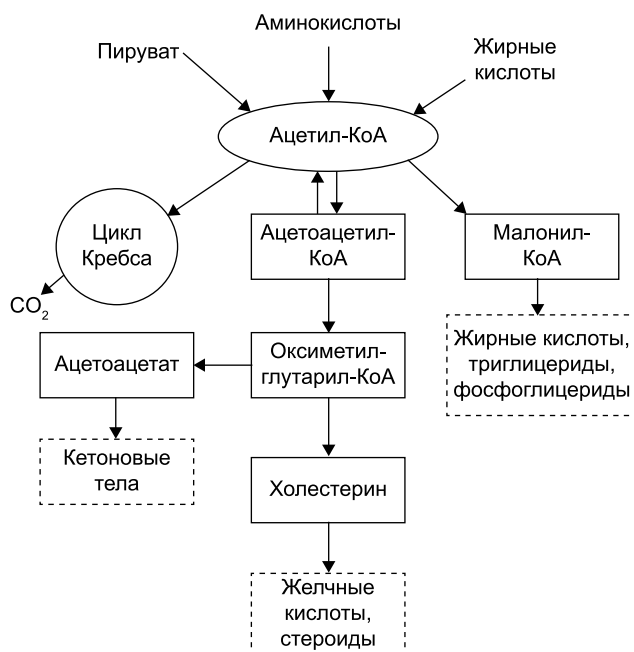 Аминокислоты
Пируват
Жирные
кислоты
Ацетил-КоА
Цикл
Кребса
Ацетоацетил-
КоА
Малонил-
КоА
CO2
Жирные кислоты,
триглицериды,
фосфоглицериды
Ацетоацетат
Оксиметил-
глутарил-КоА
Кетоновые
тела
Холестерин
Желчные
кислоты,
стероиды